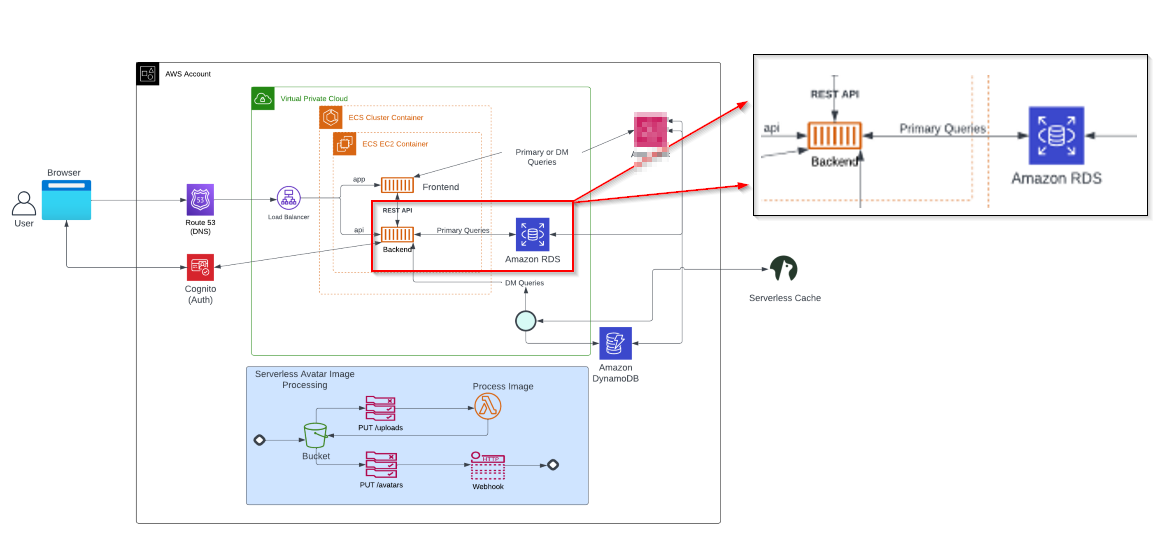 AWS Account
Virtual Private Cloud
ECS Cluster Container
ECS EC2 Container
Primary or DM
Queries
app
Frontend
REST API
api
Backend
Primary Queries
Amazon RDS
DM Queries
Browser
User
Route 53
(DNS)
53
Load Balancer
Cognito
(Auth)
Amazon
DynamoDB
Serverless Cache
Serverless Avatar Image
Processing
Process Image
PUT /uploads
Bucket
PUT /avatars
HTTP
Webhook
REST API
api
Primary Queries
Backend
Amazon RDS